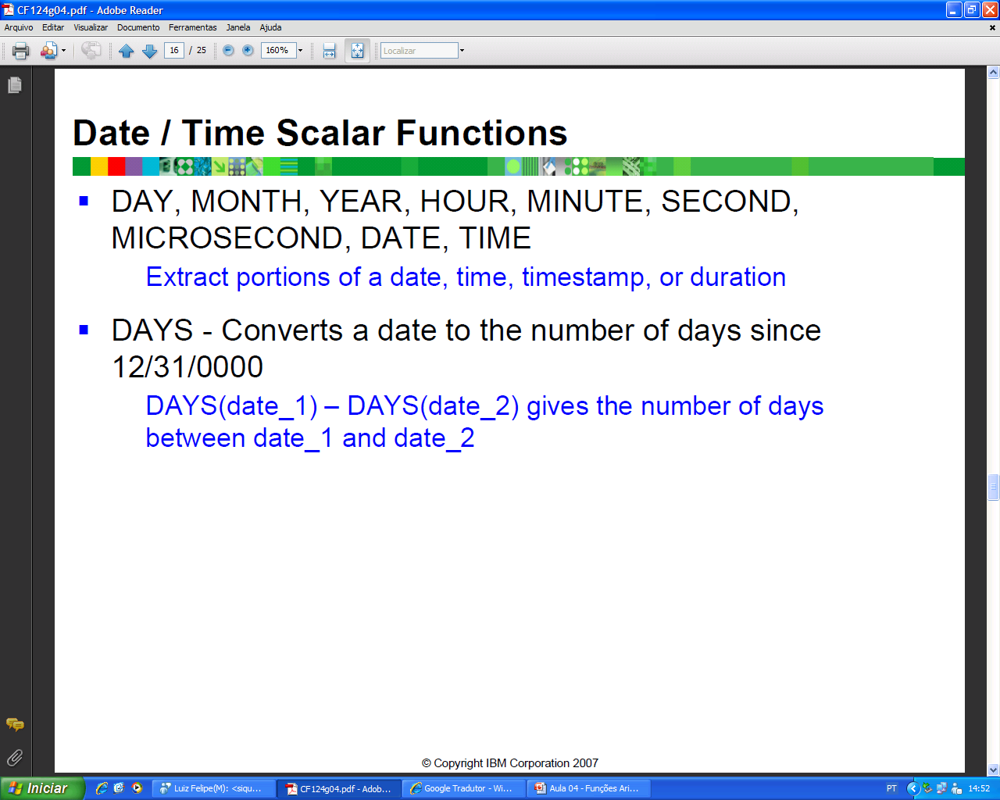 CF124g04.pdf - Adobe Reader
Arquivo Editar Visualizar Documento Ferramentas Janela Ajuda
16 / 25 160% Localizar
Date / Time Scalar Functions
DAY, MONTH, YEAR, HOUR, MINUTE, SECOND,
MICROSECOND, DATE, TIME
Extract portions of a date, time, timestamp, or duration
DAYS - Converts a date to the number of days since
12/31/0000
DAYS(date_1) – DAYS(date_2) gives the number of days
between date_1 and date_2
© Copyright IBM Corporation 2007
Iniciar Luiz Felipe(M): <siqu... CF124g04.pdf - Adob... Google Tradutor - Wi... Aula 04 - Funções Ari... PT 14:52